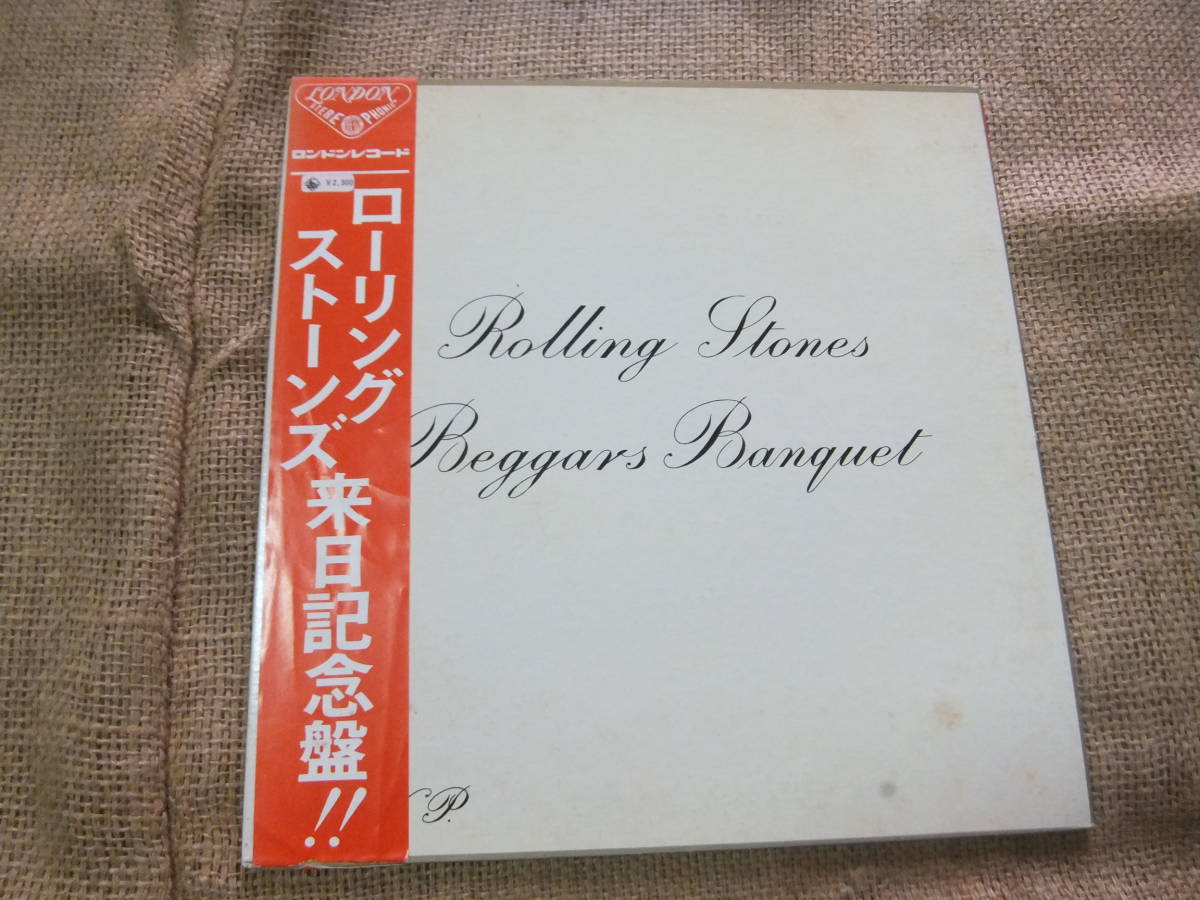 LONDON
STEREO PHONIC
ロンドンレコード
¥2,300
ローリング
ストーンズ
来日記念盤!!
Rolling Stones
Beggars Banquet
P.